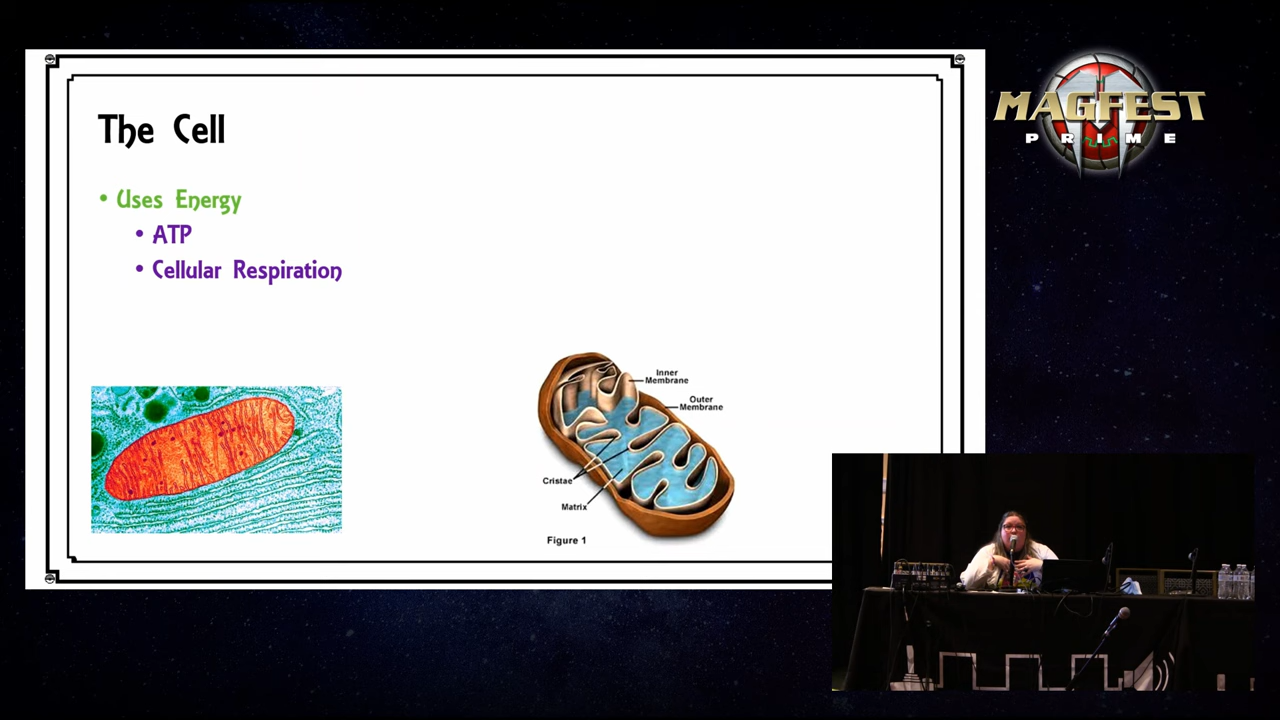 The Cell
• Uses Energy
• ATP
• Cellular Respiration
Inner
Membrane
Outer
Membrane
Cristae
Matrix
Figure 1
MAGFEST
PRIME